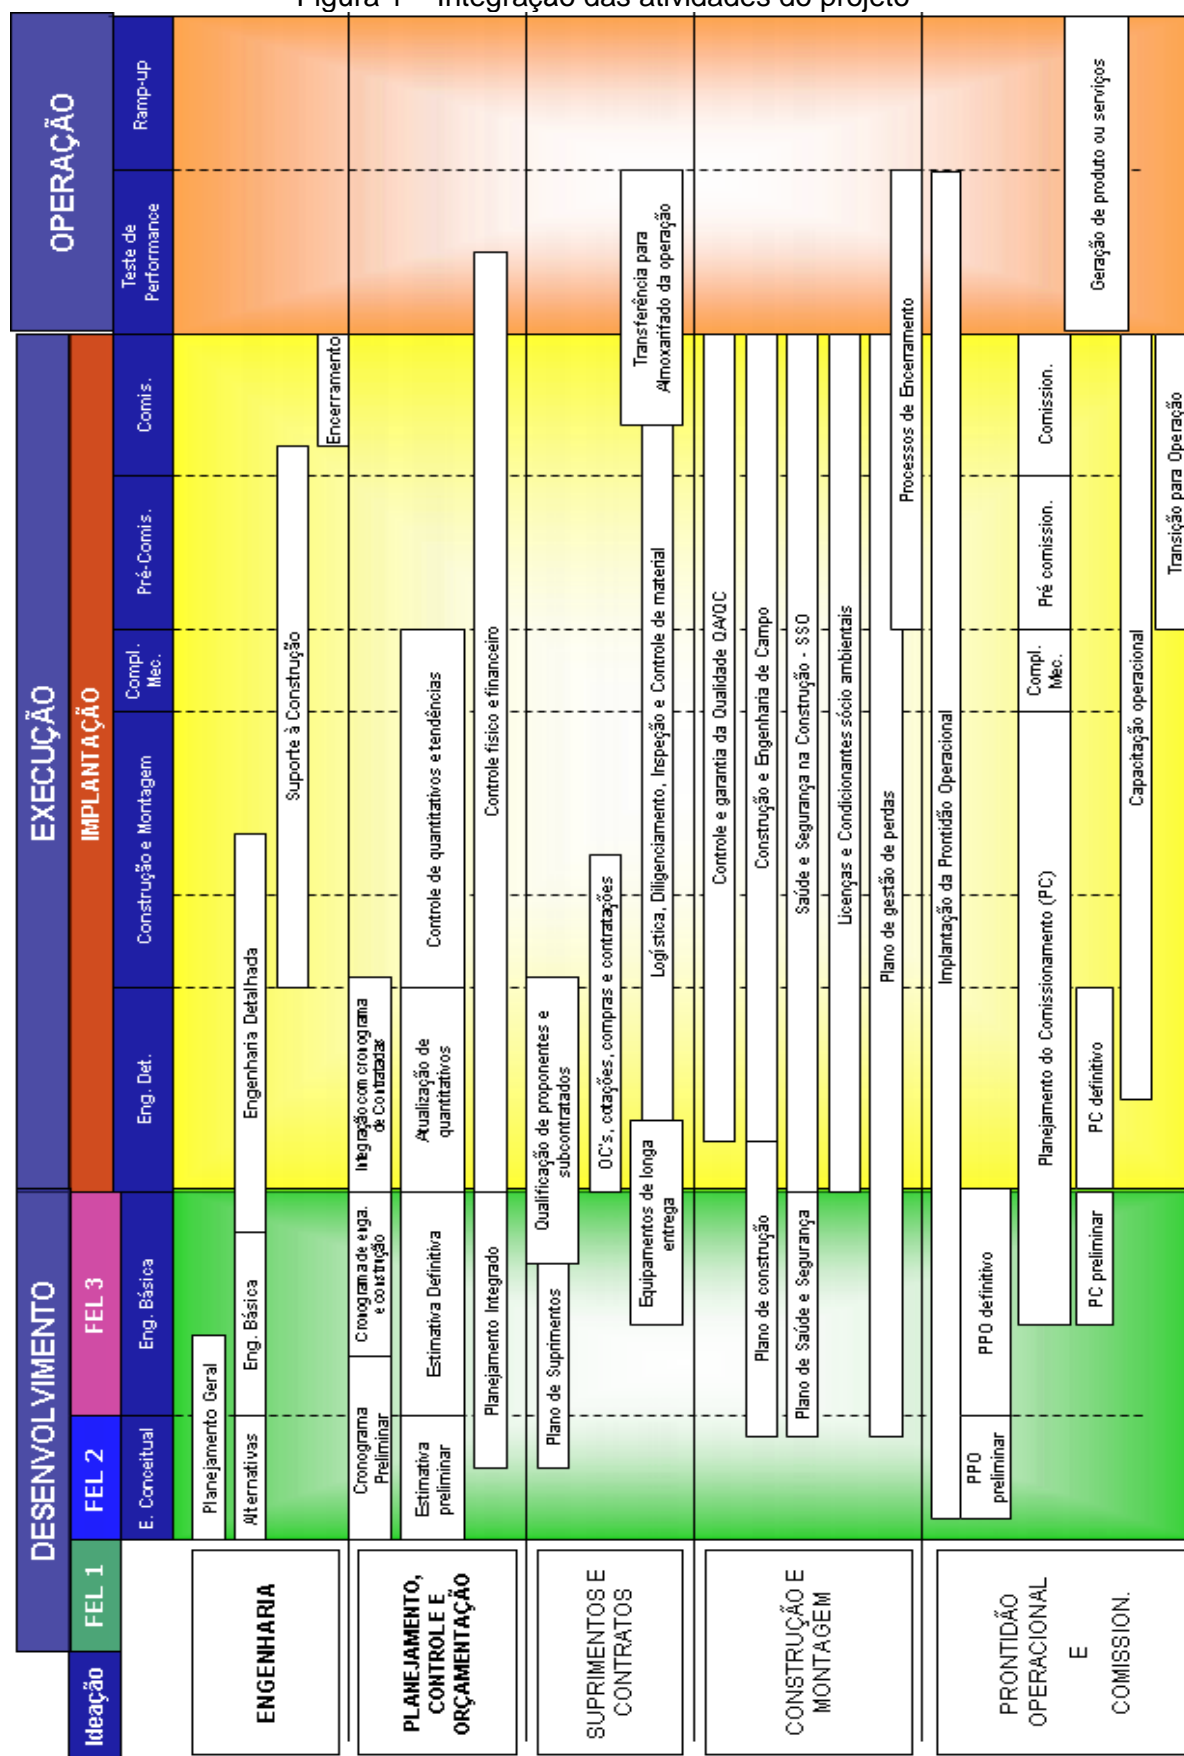 Figura 1 – Integração das atividades do projeto
DESENVOLVIMENTO
EXECUÇÃO
OPERAÇÃO
Ideação
FEL 1
FEL 2
FEL 3
IMPLANTAÇÃO
E. Conceitual
Eng. Básica
Eng. Det.
Construção e Montagem
Compl.
Mec.
Pré-Comis.
Comis.
Teste de
Performance
Ramp-up
ENGENHARIA
Planejamento Geral
Alternativas
Eng. Básica
Engenharia Detalhada
Suporte à Construção
Encerramento
PLANEJAMENTO,
CONTROLE E
ORÇAMENTAÇÃO
Cronograma
Preliminar
Cronograma de enga.
e construção
Integração com cronograma
de Contratadas
Estimativa
preliminar
Estimativa Definitiva
Atualização de
quantitativos
Controle de quantitativos e tendências
Planejamento Integrado
Controle físico e financeiro
SUPRIMENTOS E
CONTRATOS
Plano de Suprimentos
Qualificação de proponentes e
subcontratados
OC's, cotações, compras e contratações
Equipamentos de longa
entrega
Logística, Diligenciamento, Inspeção e Controle de material
Transferência para
Almoxarifado da operação
CONSTRUÇÃO E
MONTAGEM
Controle e garantia da Qualidade QA/QC
Plano de construção
Construção e Engenharia de Campo
Plano de Saúde e Segurança
Saúde e Segurança na Construção - SSO
Licenças e Condicionantes sócio ambientais
Plano de gestão de perdas
Processos de Encerramento
PRONTIDÃO
OPERACIONAL
E
COMISSION.
Implantação da Prontidão Operacional
PPO
preliminar
PPO definitivo
Planejamento do Comissionamento (PC)
Compl.
Mec.
Pré comission.
Comission.
PC preliminar
PC definitivo
Geração de produto ou serviços
Capacitação operacional
Transição para Operação